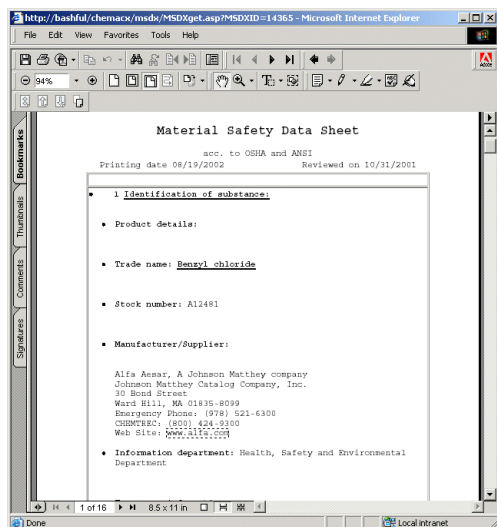 http://bashful/chemacx/msdx/MSDXget.asp?MSDXID=14365 - Microsoft Internet Explorer
File Edit View Favorites Tools Help
Adobe
94%
Bookmarks
Thumbnails
Comments
Signatures
Material Safety Data Sheet
acc. to OSHA and ANSI
Printing date 08/19/2002 Reviewed on 10/31/2001
1 Identification of substance:
Product details:
Trade name: Benzyl chloride
Stock number: A12481
Manufacturer/Supplier:
Alfa Aesar, A Johnson Matthey company
Johnson Matthey Catalog Company, Inc.
30 Bond Street
Ward Hill, MA 01835-8099
Emergency Phone: (978) 521-6300
CHEMTREC: (800) 424-9300
Web Site: www.alfa.com
Information department: Health, Safety and Environmental
Department
1 of 16 8.5 x 11 in
Done Local intranet